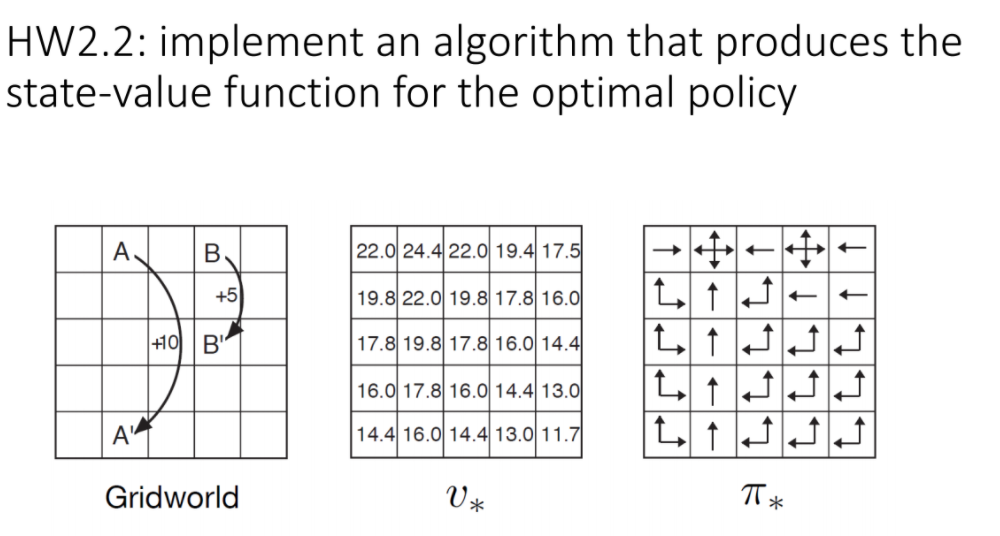 HW2.2: implement an algorithm that produces the
state-value function for the optimal policy
A
B
+5
+10
B'
A'
Gridworld
22.0 24.4 22.0 19.4 17.5
19.8 22.0 19.8 17.8 16.0
17.8 19.8 17.8 16.0 14.4
16.0 17.8 16.0 14.4 13.0
14.4 16.0 14.4 13.0 11.7
v*
π*